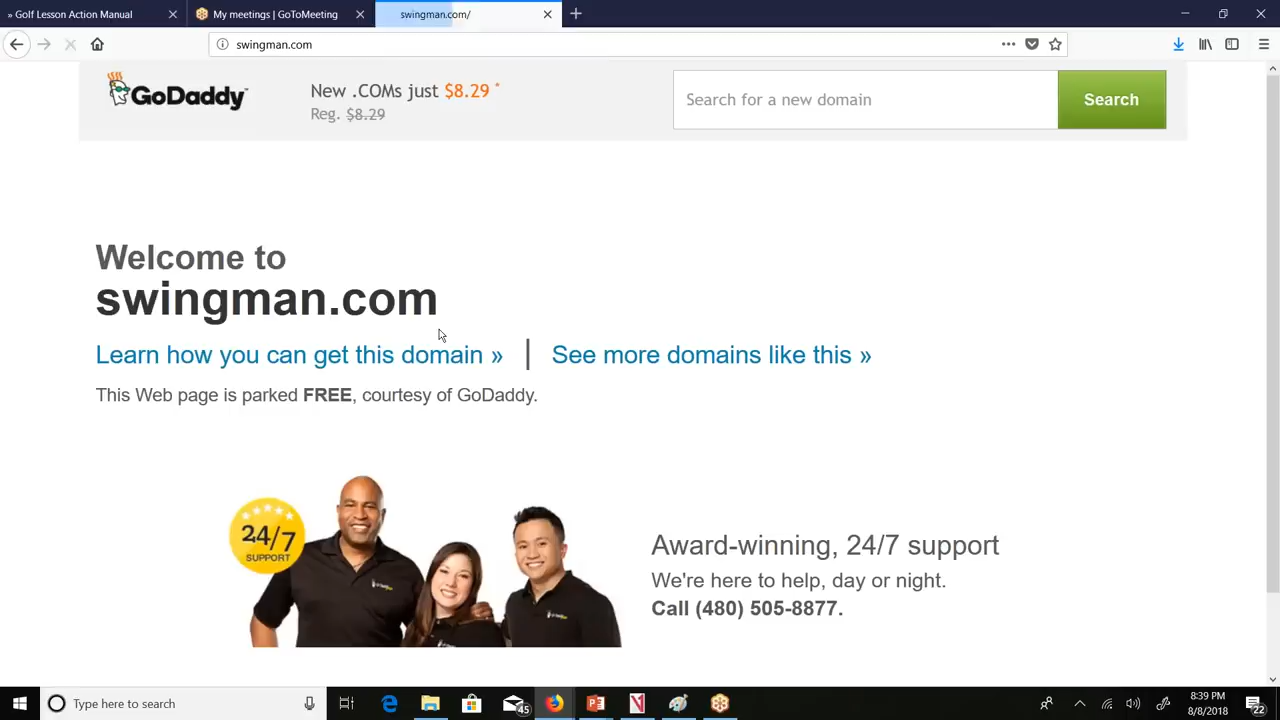 » Golf Lesson Action Manual
My meetings | GoToMeeting
swingman.com/
swingman.com
GoDaddy™
New .COMs just $8.29 *
Reg. $8.29
Search for a new domain
Search
Welcome to
swingman.com
Learn how you can get this domain » | See more domains like this »
This Web page is parked FREE, courtesy of GoDaddy.
24/7
SUPPORT
Award-winning, 24/7 support
We're here to help, day or night.
Call (480) 505-8877.
Type here to search
45
8:39 PM
8/8/2018
22